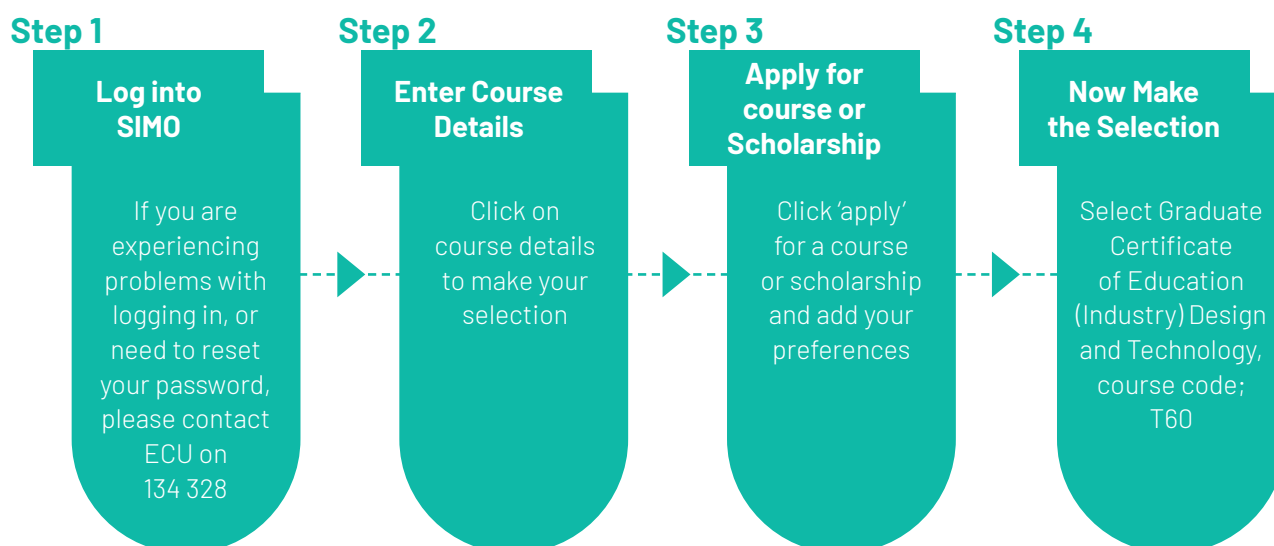 Step 1
Log into
SIMO
If you are
experiencing
problems with
logging in, or
need to reset
your password,
please contact
ECU on
134 328
Step 2
Enter Course
Details
Click on
course details
to make your
selection
Step 3
Apply for
course or
Scholarship
Click ‘apply’
for a course
or scholarship
and add your
preferences
Step 4
Now Make
the Selection
Select Graduate
Certificate
of Education
(Industry) Design
and Technology,
course code;
T60